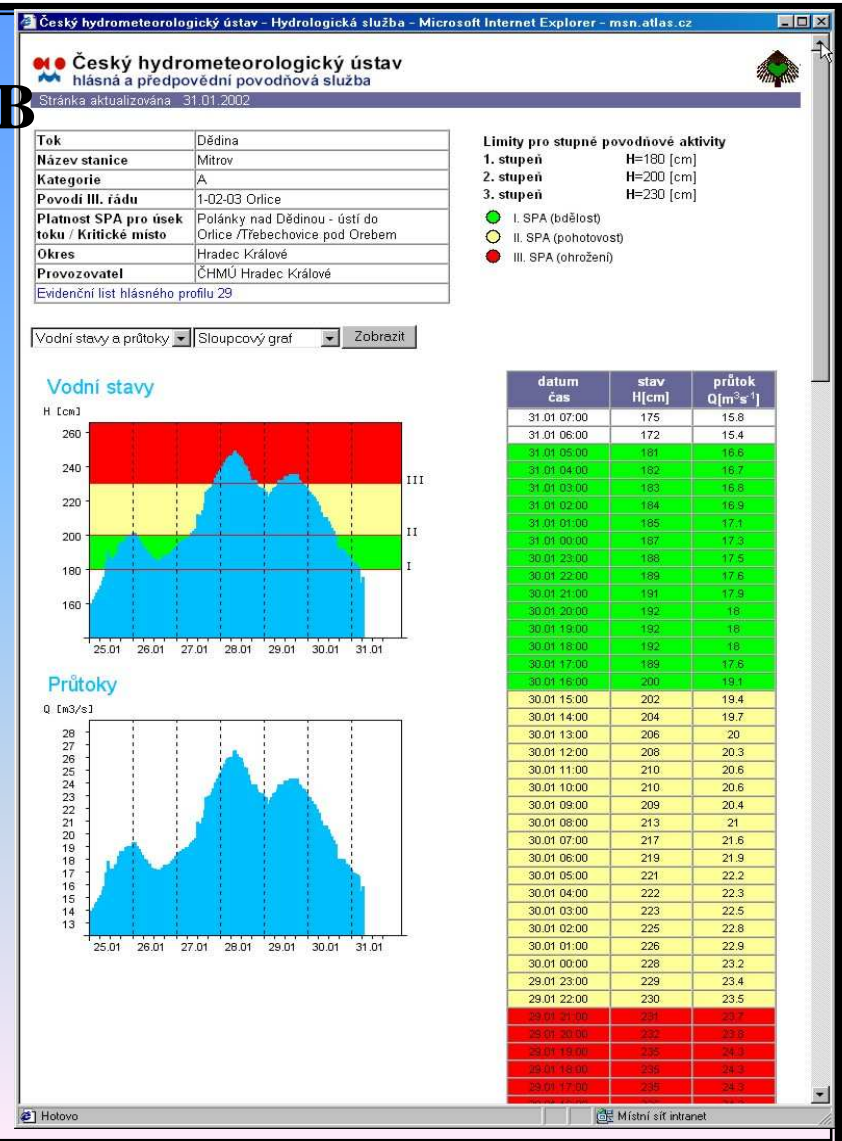 Český hydrometeorologický ústav - Hydrologická služba - Microsoft Internet Explorer - msn.atlas.cz
Český hydrometeorologický ústav
hlásná a předpovědní povodňová služba
B
Stránka aktualizována 31.01.2002
Tok Dědina
Název stanice Mitrov
Kategorie A
Povodí III. řádu 1-02-03 Orlice
Platnost SPA pro úsek toku / Kritické místo Polánky nad Dědinou - ústí do Orlice /Třebechovice pod Orebem
Okres Hradec Králové
Provozovatel ČHMÚ Hradec Králové
Evidenční list hlásného profilu 29
Limity pro stupně povodňové aktivity
1. stupeň H=180 [cm]
2. stupeň H=200 [cm]
3. stupeň H=230 [cm]
I. SPA (bdělost)
II. SPA (pohotovost)
III. SPA (ohrožení)
Vodní stavy a průtoky Sloupcový graf Zobrazit
Vodní stavy
H [cm]
260
240
III
220
200 II
180 I
160
25.01 26.01 27.01 28.01 29.01 30.01 31.01
Průtoky
Q [m3/s]
28
27
26
25
24
23
22
21
20
19
18
17
16
15
14
13
25.01 26.01 27.01 28.01 29.01 30.01 31.01
datum čas stav H[cm] průtok Q[m³s⁻¹]
31.01 07:00 175 15.8
31.01 06:00 172 15.4
31.01 05:00 181 16.6
31.01 04:00 182 16.7
31.01 03:00 183 16.8
31.01 02:00 184 16.9
31.01 01:00 185 17.1
31.01 00:00 187 17.3
30.01 23:00 188 17.5
30.01 22:00 189 17.6
30.01 21:00 191 17.9
30.01 20:00 192 18
30.01 19:00 192 18
30.01 18:00 192 18
30.01 17:00 189 17.6
30.01 16:00 200 19.1
30.01 15:00 202 19.4
30.01 14:00 204 19.7
30.01 13:00 206 20
30.01 12:00 208 20.3
30.01 11:00 210 20.6
30.01 10:00 210 20.6
30.01 09:00 209 20.4
30.01 08:00 213 21
30.01 07:00 217 21.6
30.01 06:00 219 21.9
30.01 05:00 221 22.2
30.01 04:00 222 22.3
30.01 03:00 223 22.5
30.01 02:00 225 22.8
30.01 01:00 226 22.9
30.01 00:00 228 23.2
29.01 23:00 229 23.4
29.01 22:00 230 23.5
29.01 21:00 231 23.7
29.01 20:00 232 23.8
29.01 19:00 235 24.3
29.01 18:00 235 24.3
29.01 17:00 235 24.3
Hotovo Místní síť intranet